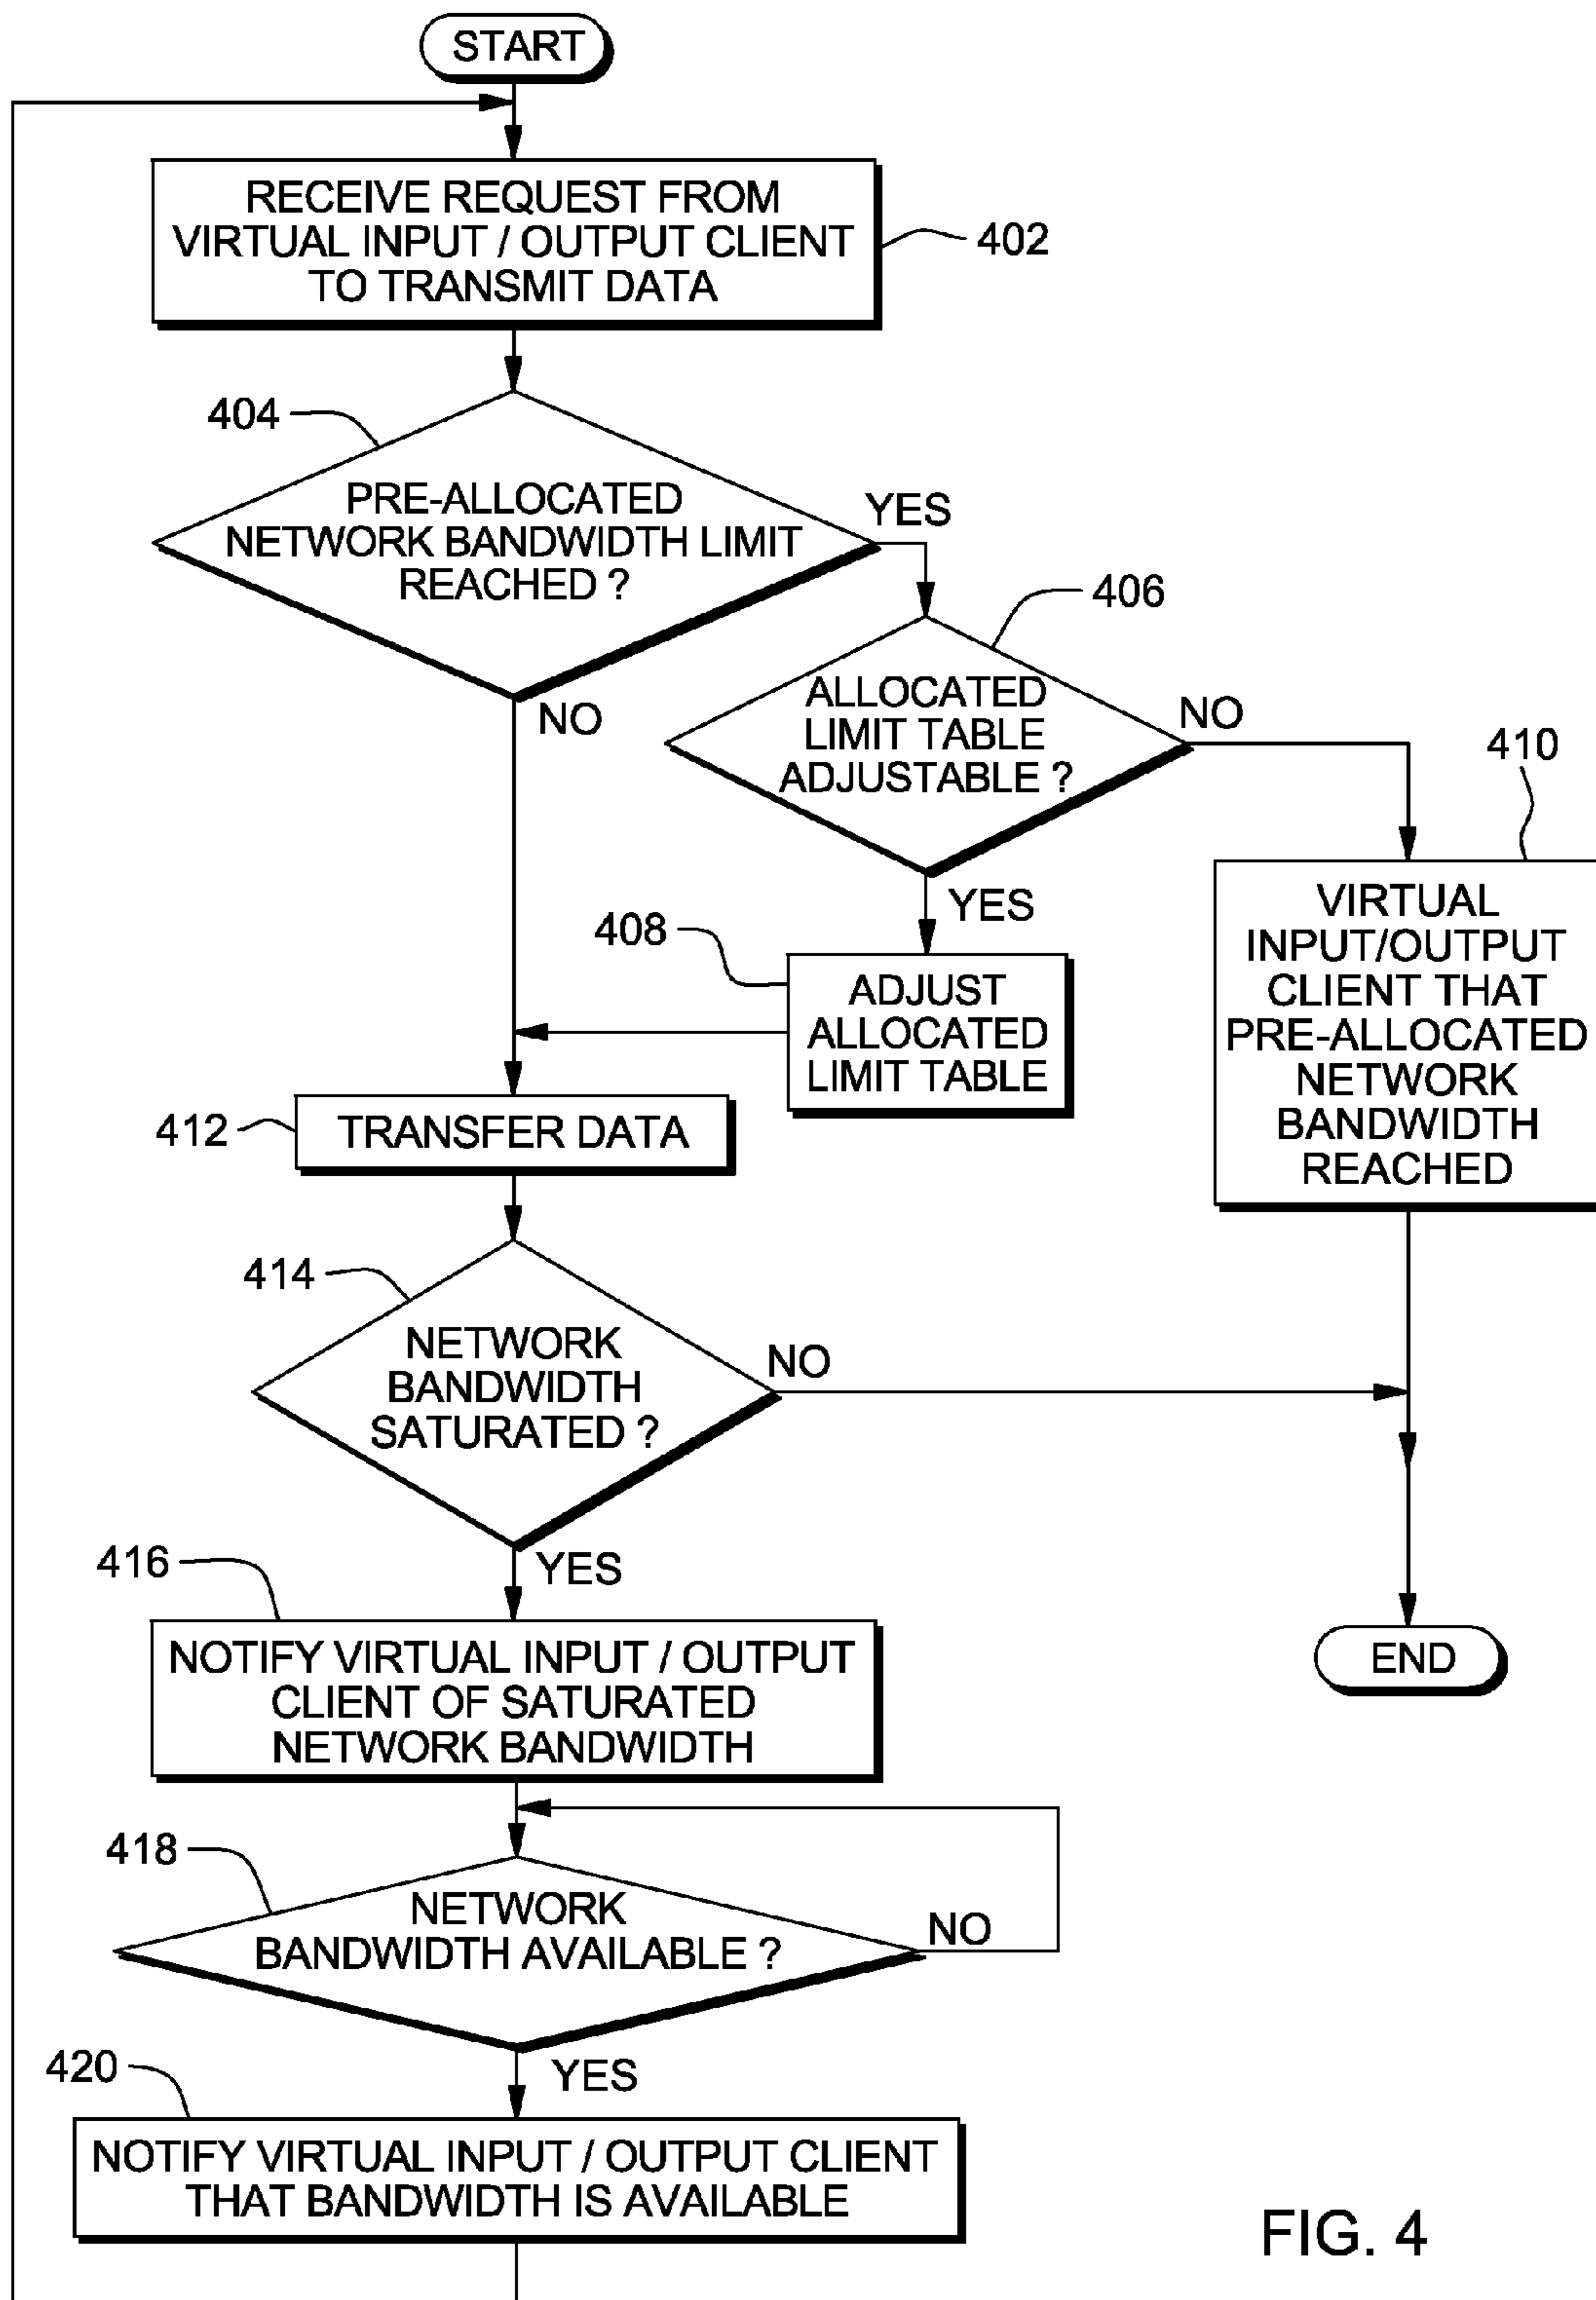 START
RECEIVE REQUEST FROM
VIRTUAL INPUT / OUTPUT CLIENT
TO TRANSMIT DATA
402
404
PRE-ALLOCATED
NETWORK BANDWIDTH LIMIT
REACHED ?
YES
NO
406
ALLOCATED
LIMIT TABLE
ADJUSTABLE ?
NO
YES
410
VIRTUAL
INPUT/OUTPUT
CLIENT THAT
PRE-ALLOCATED
NETWORK
BANDWIDTH
REACHED
408
ADJUST
ALLOCATED
LIMIT TABLE
412
TRANSFER DATA
414
NETWORK
BANDWIDTH
SATURATED ?
NO
YES
416
NOTIFY VIRTUAL INPUT / OUTPUT
CLIENT OF SATURATED
NETWORK BANDWIDTH
END
418
NETWORK
BANDWIDTH AVAILABLE ?
NO
YES
420
NOTIFY VIRTUAL INPUT / OUTPUT CLIENT
THAT BANDWIDTH IS AVAILABLE
FIG. 4